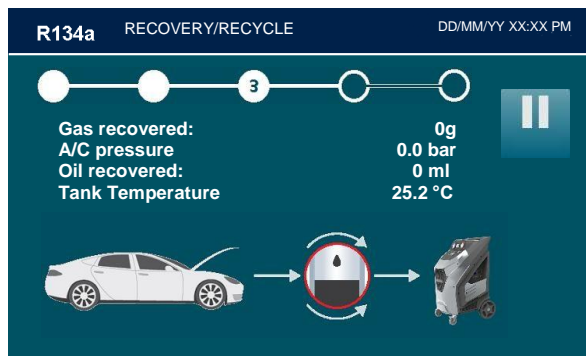 R134a RECOVERY/RECYCLE DD/MM/YY XX:XX PM
3
Gas recovered: 0g
A/C pressure 0.0 bar
Oil recovered: 0 ml
Tank Temperature 25.2 °C